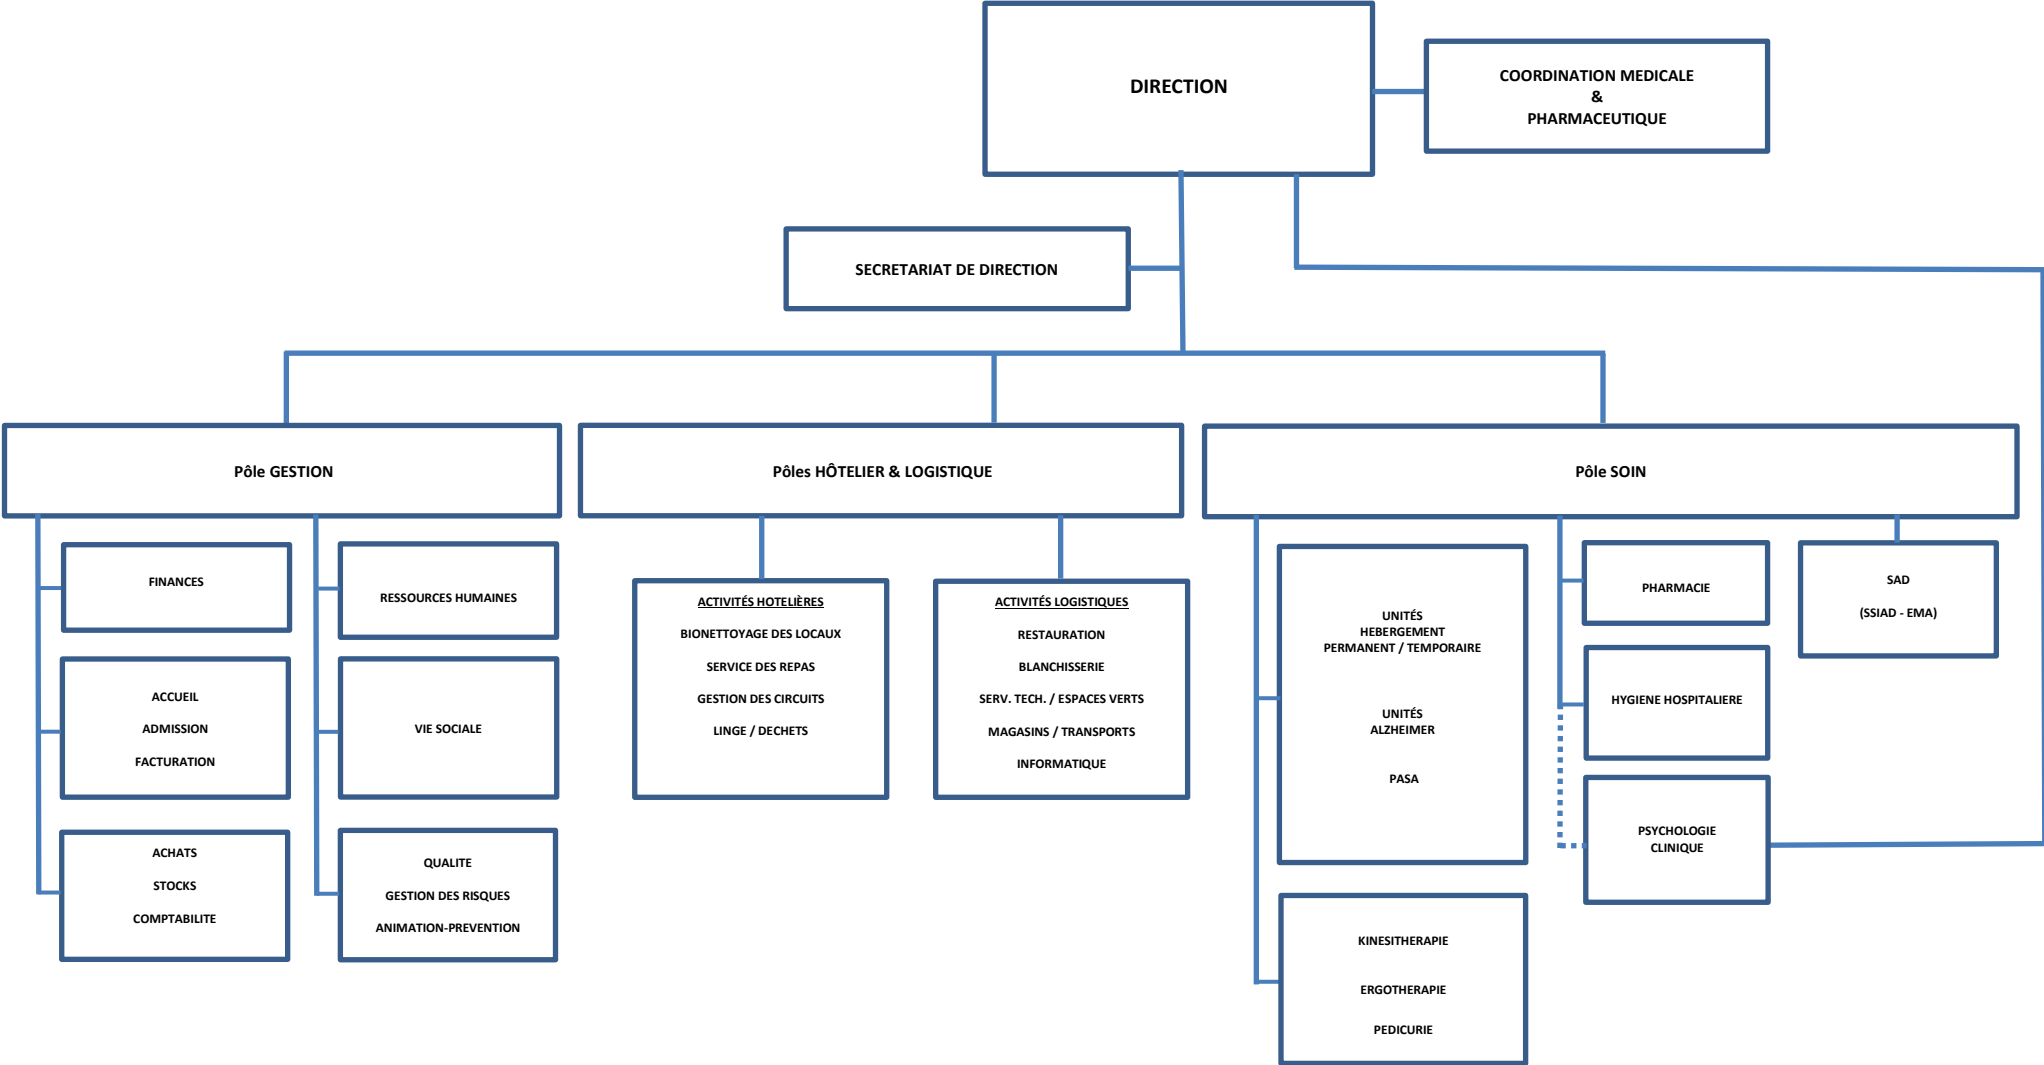 DIRECTION
COORDINATION MEDICALE
&
PHARMACEUTIQUE
SECRETARIAT DE DIRECTION
Pôle GESTION
Pôles HÔTELIER & LOGISTIQUE
Pôle SOIN
FINANCES
ACCUEIL
ADMISSION
FACTURATION
ACHATS
STOCKS
COMPTABILITE
RESSOURCES HUMAINES
VIE SOCIALE
QUALITE
GESTION DES RISQUES
ANIMATION-PREVENTION
ACTIVITÉS HOTELIÈRES
BIONETTOYAGE DES LOCAUX
SERVICE DES REPAS
GESTION DES CIRCUITS
LINGE / DECHETS
ACTIVITÉS LOGISTIQUES
RESTAURATION
BLANCHISSERIE
SERV. TECH. / ESPACES VERTS
MAGASINS / TRANSPORTS
INFORMATIQUE
UNITÉS
HEBERGEMENT
PERMANENT / TEMPORAIRE
UNITÉS
ALZHEIMER
PASA
KINESITHERAPIE
ERGOTHERAPIE
PEDICURIE
PHARMACIE
HYGIENE HOSPITALIERE
PSYCHOLOGIE
CLINIQUE
SAD
(SSIAD - EMA)